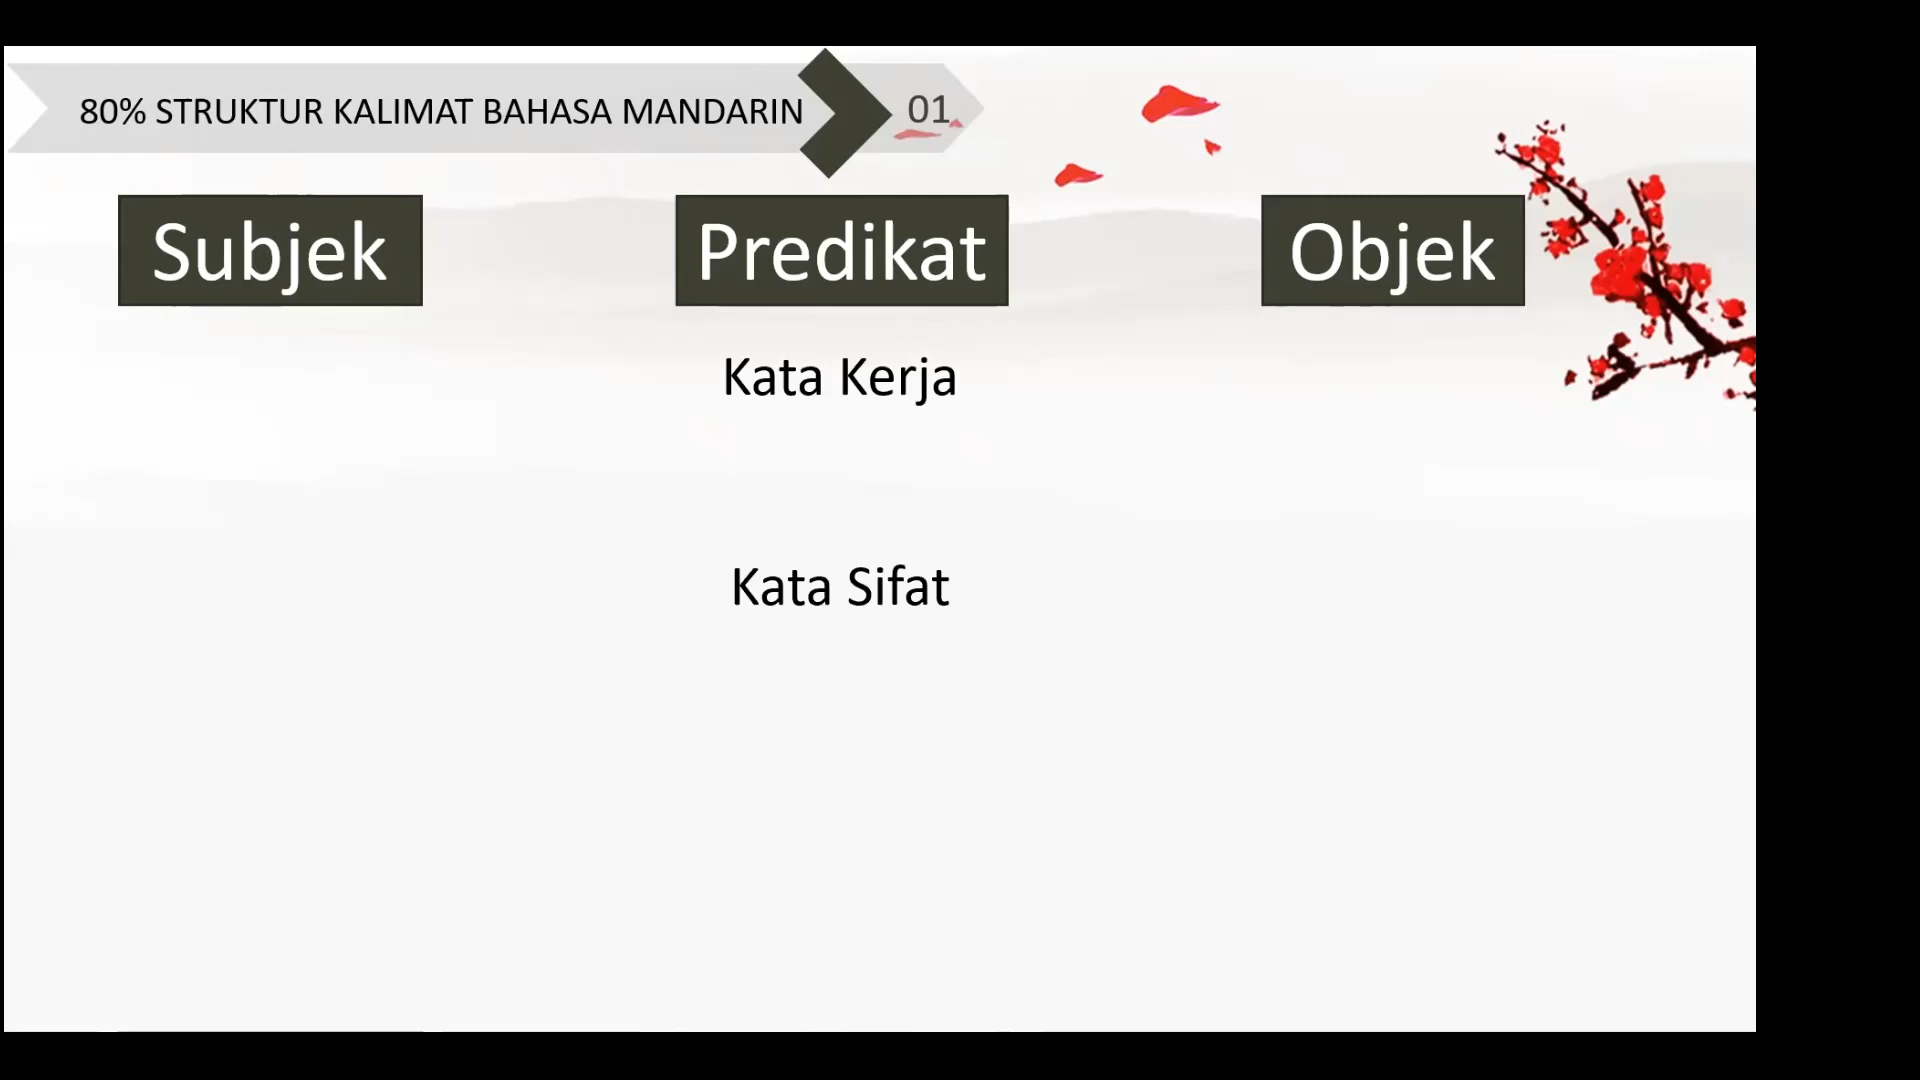 80% STRUKTUR KALIMAT BAHASA MANDARIN 01
Subjek Predikat Objek
Kata Kerja
Kata Sifat